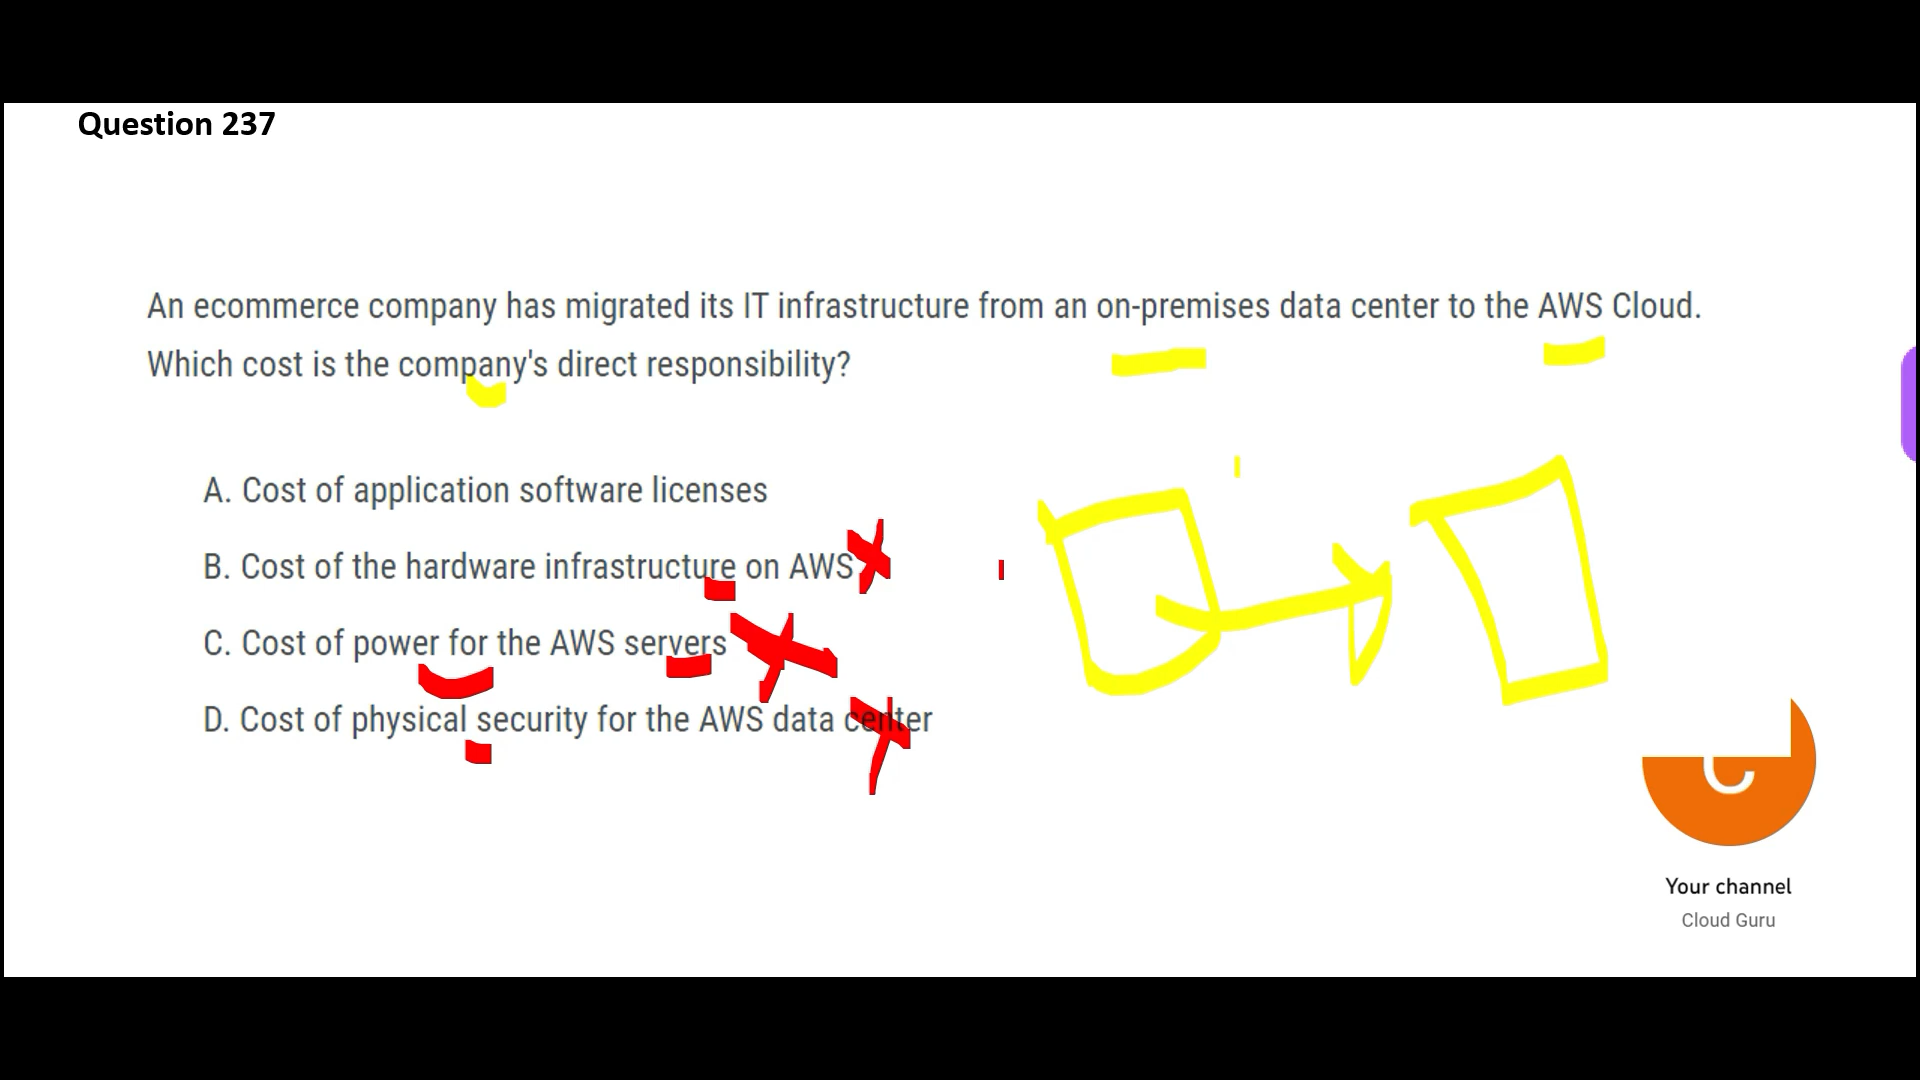 Question 237
An ecommerce company has migrated its IT infrastructure from an on-premises data center to the AWS Cloud.
Which cost is the company's direct responsibility?
A. Cost of application software licenses
B. Cost of the hardware infrastructure on AWS
C. Cost of power for the AWS servers
D. Cost of physical security for the AWS data center
C
Your channel
Cloud Guru